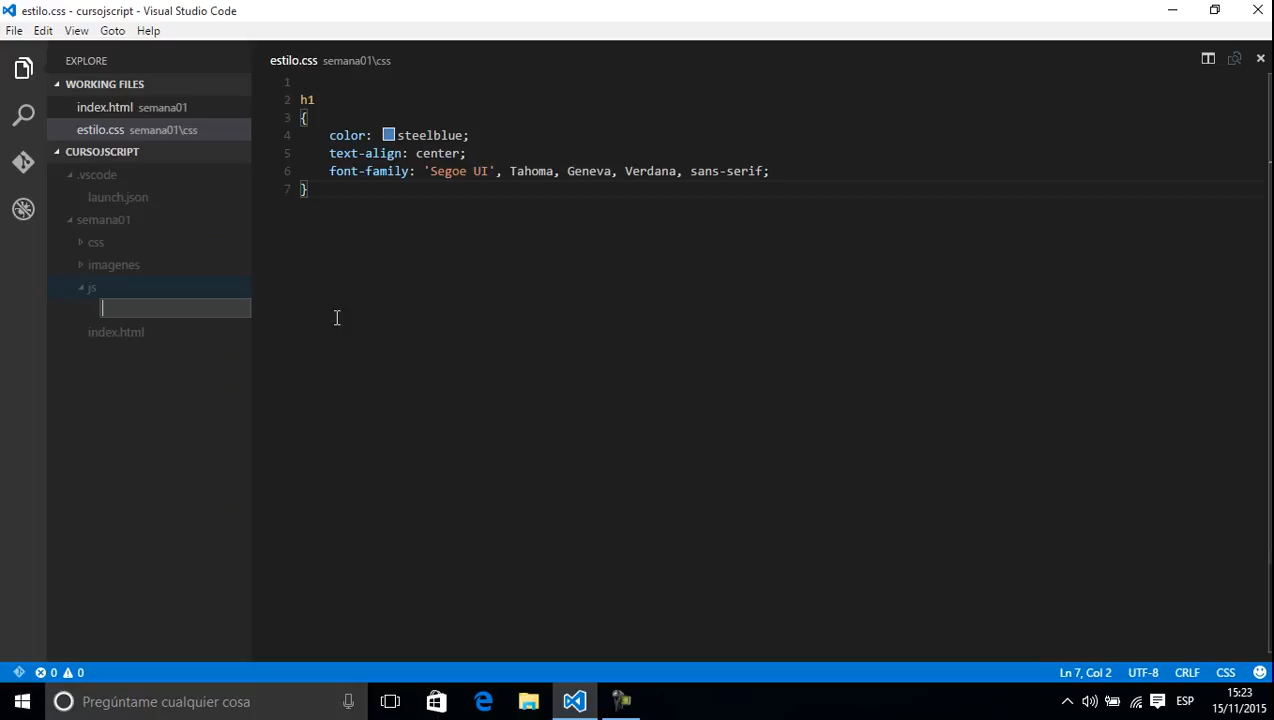 estilo.css - cursojscript - Visual Studio Code
File Edit View Goto Help
EXPLORE
WORKING FILES
index.html semana01
estilo.css semana01\css
CURSOJSCRIPT
.vscode
launch.json
semana01
css
imagenes
js
index.html
estilo.css semana01\css
1
2 h1
3 {
4 color: steelblue;
5 text-align: center;
6 font-family: 'Segoe UI', Tahoma, Geneva, Verdana, sans-serif;
7 }
0 0
Ln 7, Col 2 UTF-8 CRLF CSS
Pregúntame cualquier cosa
ESP
15:23
15/11/2015